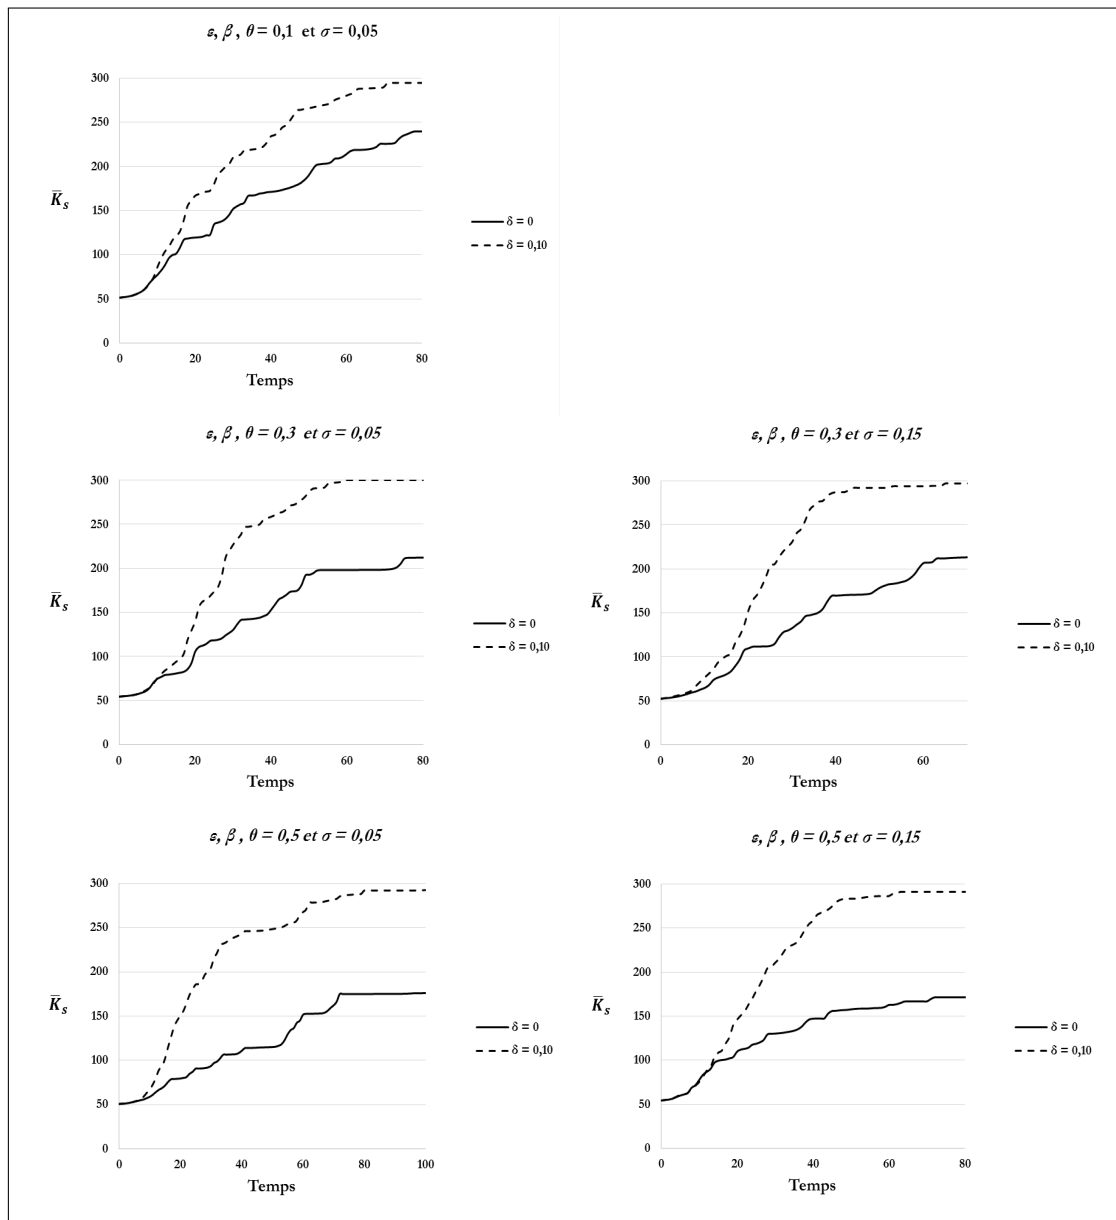 ɛ, β , θ = 0,1 et σ = 0,05
300
250
200
150
100
50
0
K̄s
0 20 40 60 80
Temps
δ = 0
δ = 0,10
ɛ, β , θ = 0,3 et σ = 0,05
300
250
200
150
100
50
0
K̄s
0 20 40 60 80
Temps
δ = 0
δ = 0,10
ɛ, β , θ = 0,3 et σ = 0,15
300
250
200
150
100
50
0
K̄s
0 20 40 60
Temps
δ = 0
δ = 0,10
ɛ, β , θ = 0,5 et σ = 0,05
300
250
200
150
100
50
0
K̄s
0 20 40 60 80 100
Temps
δ = 0
δ = 0,10
ɛ, β , θ = 0,5 et σ = 0,15
300
250
200
150
100
50
0
K̄s
0 20 40 60 80
Temps
δ = 0
δ = 0,10